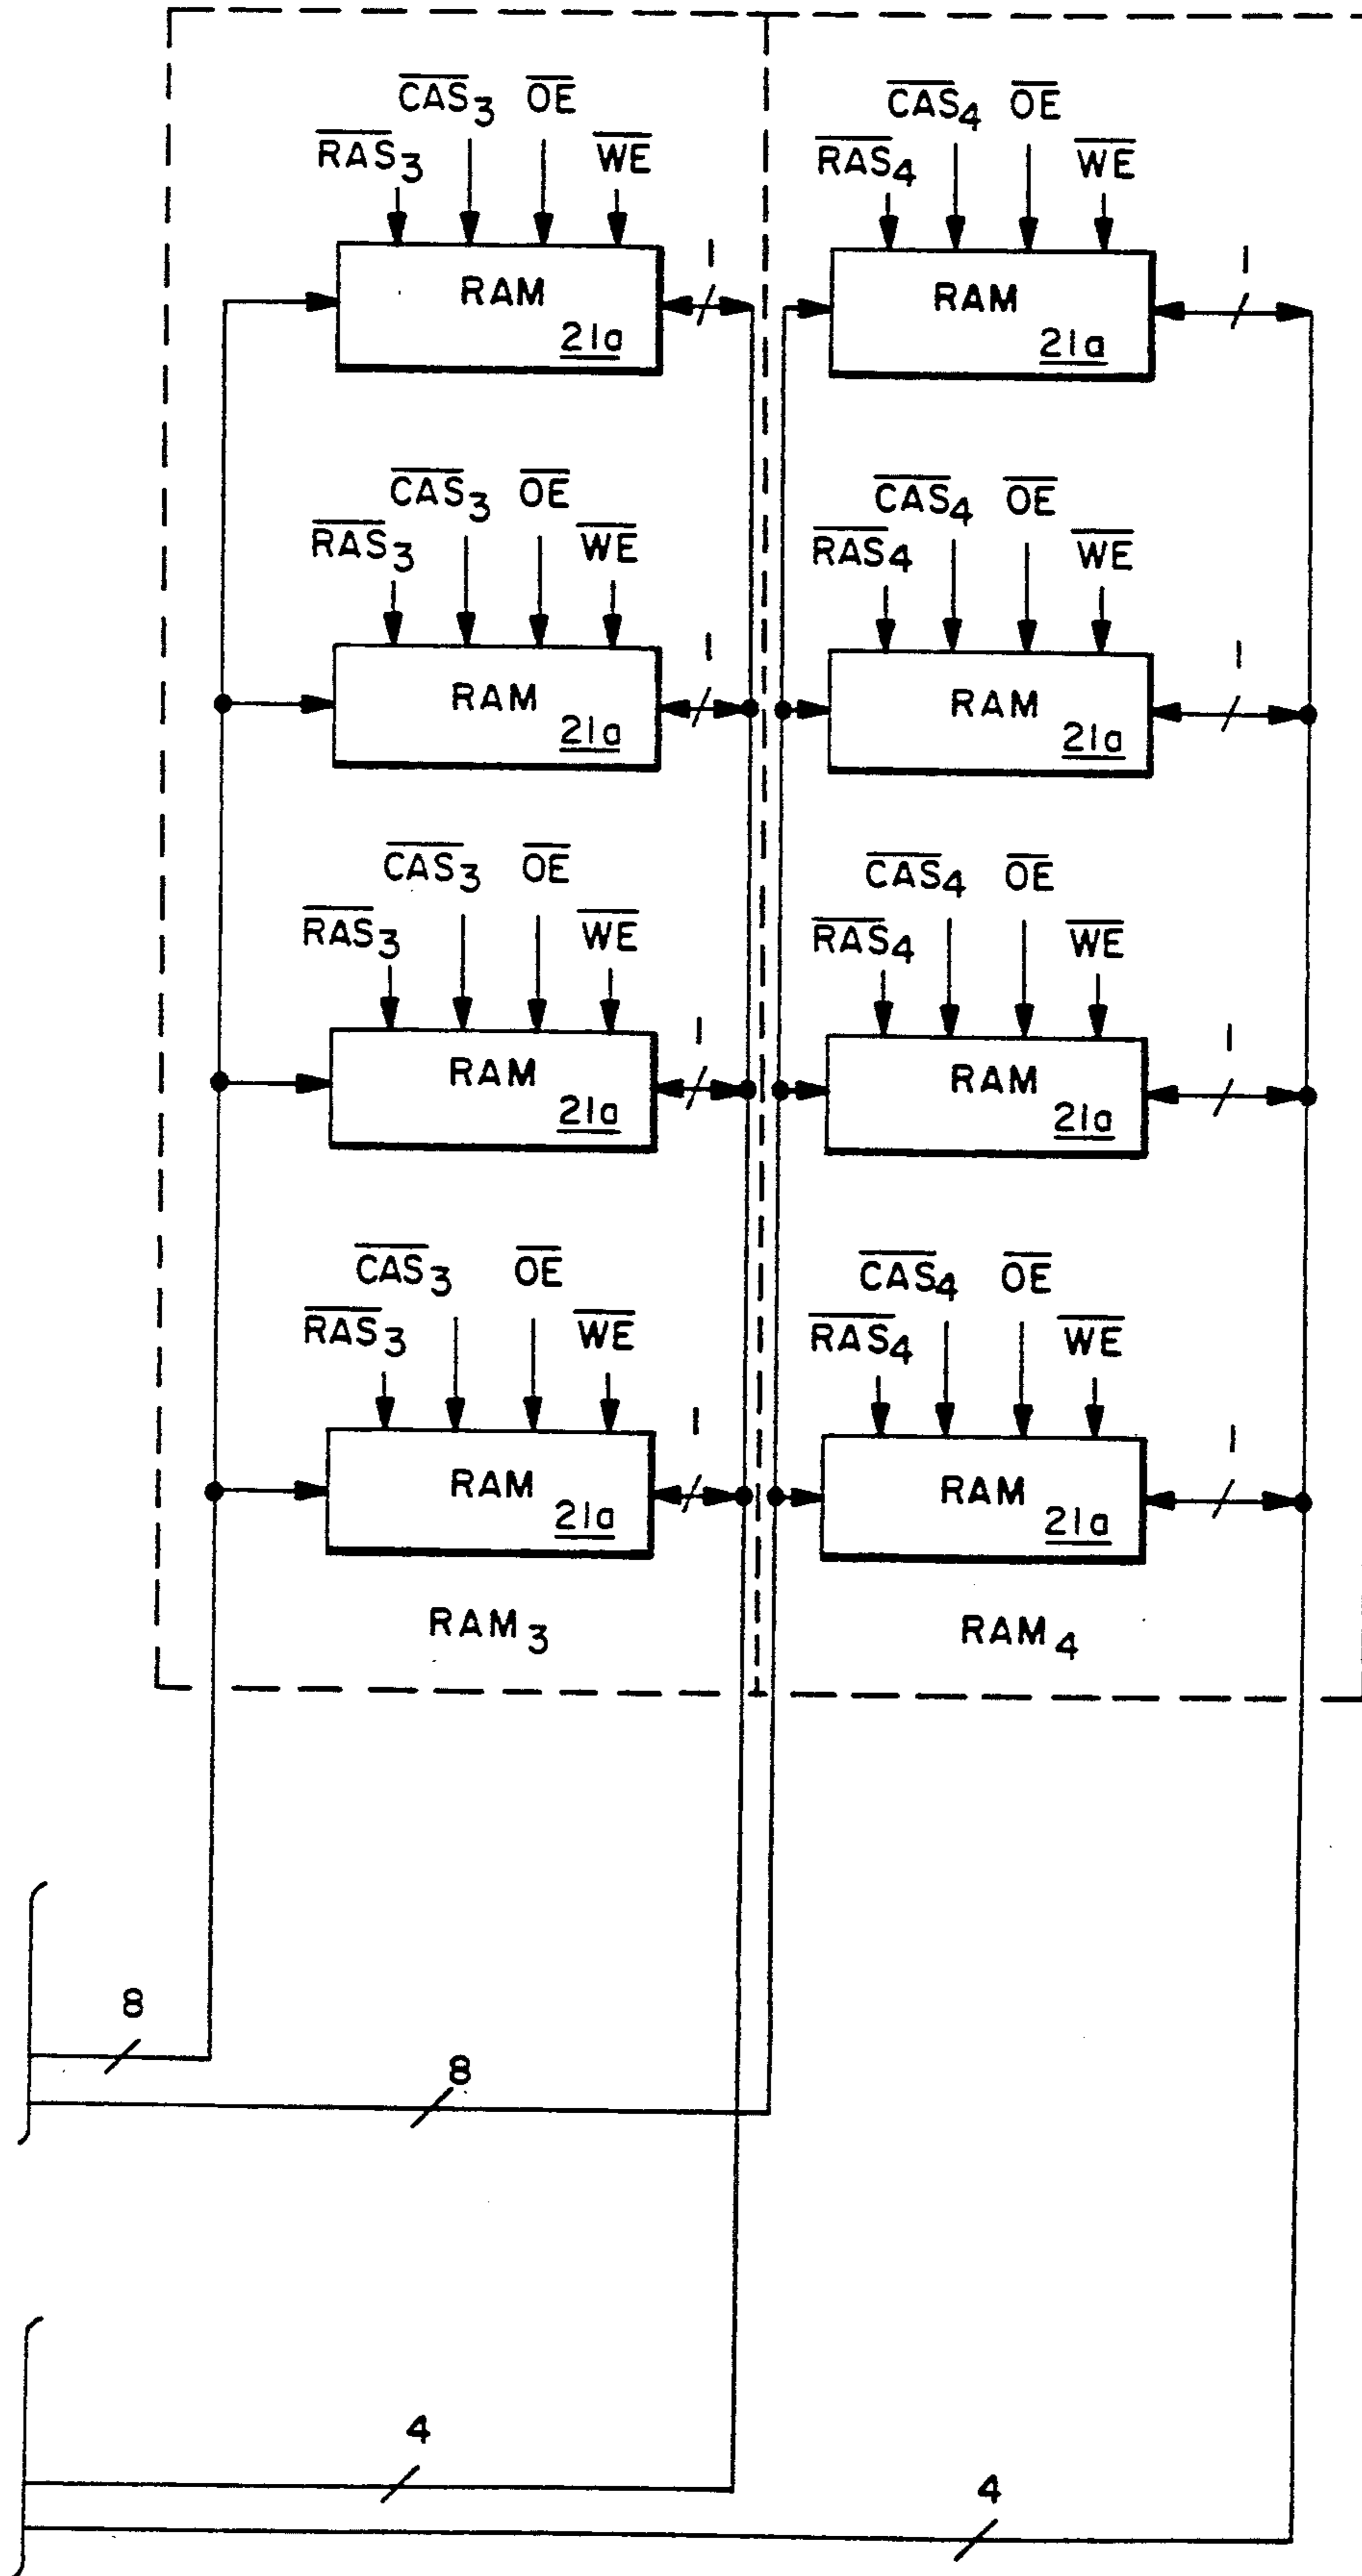 CAS3 OE CAS4 OE
RAS3 WE RAS4 WE
1 1
RAM RAM
21a 21a
CAS3 OE CAS4 OE
RAS3 WE RAS4 WE
1 1
RAM RAM
21a 21a
CAS3 OE CAS4 OE
RAS3 WE RAS4 WE
1 1
RAM RAM
21a 21a
CAS3 OE CAS4 OE
RAS3 WE RAS4 WE
1 1
RAM RAM
21a 21a
RAM3 RAM4
8
8
4
4